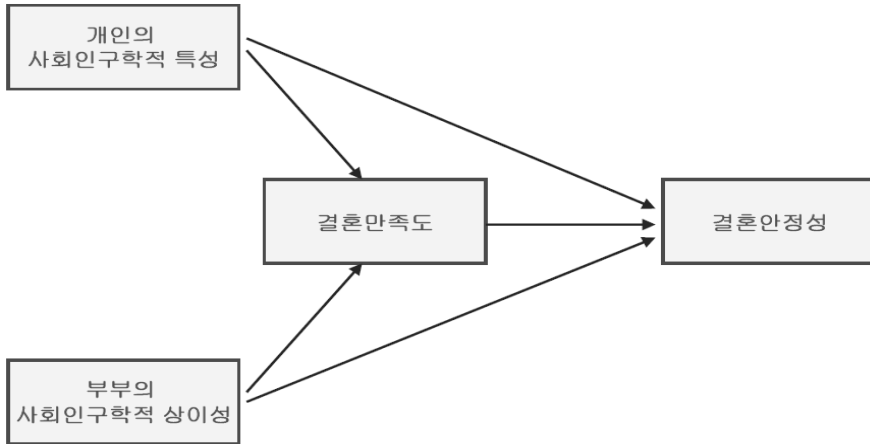 개인의
사회인구학적 특성
결혼만족도
결혼안정성
부부의
사회인구학적 상이성